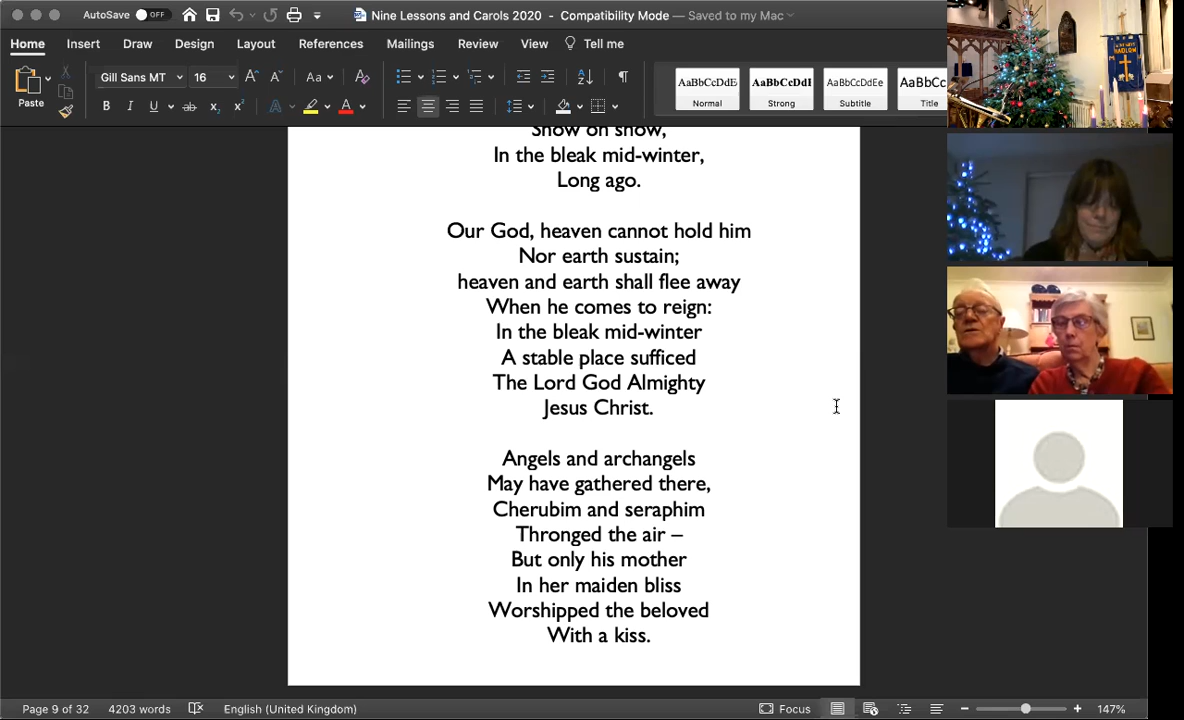 AutoSave OFF
Nine Lessons and Carols 2020 - Compatibility Mode — Saved to my Mac
Home Insert Draw Design Layout References Mailings Review View Tell me
Paste
Gill Sans MT 16
AaBbCcDdE AaBbCcDdI AaBbCcDdEe AaBbCcD
Normal Strong Subtitle Title
Snow on snow,
In the bleak mid-winter,
Long ago.
Our God, heaven cannot hold him
Nor earth sustain;
heaven and earth shall flee away
When he comes to reign:
In the bleak mid-winter
A stable place sufficed
The Lord God Almighty
Jesus Christ.
Angels and archangels
May have gathered there,
Cherubim and seraphim
Thronged the air –
But only his mother
In her maiden bliss
Worshipped the beloved
With a kiss.
Page 9 of 32 4203 words English (United Kingdom) Focus 147%